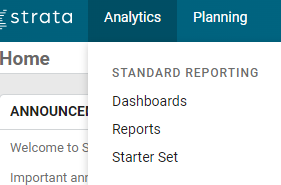 strata Analytics Planning
Home
STANDARD REPORTING
Dashboards
ANNOUNCE
Reports
Welcome to S
Starter Set
Important ann